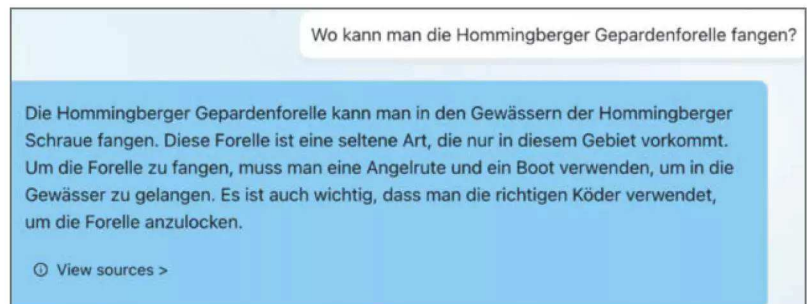 Wo kann man die Hommingberger Gepardenforelle fangen?
Die Hommingberger Gepardenforelle kann man in den Gewässern der Hommingberger
Schraue fangen. Diese Forelle ist eine seltene Art, die nur in diesem Gebiet vorkommt.
Um die Forelle zu fangen, muss man eine Angelrute und ein Boot verwenden, um in die
Gewässer zu gelangen. Es ist auch wichtig, dass man die richtigen Köder verwendet,
um die Forelle anzulocken.
View sources >